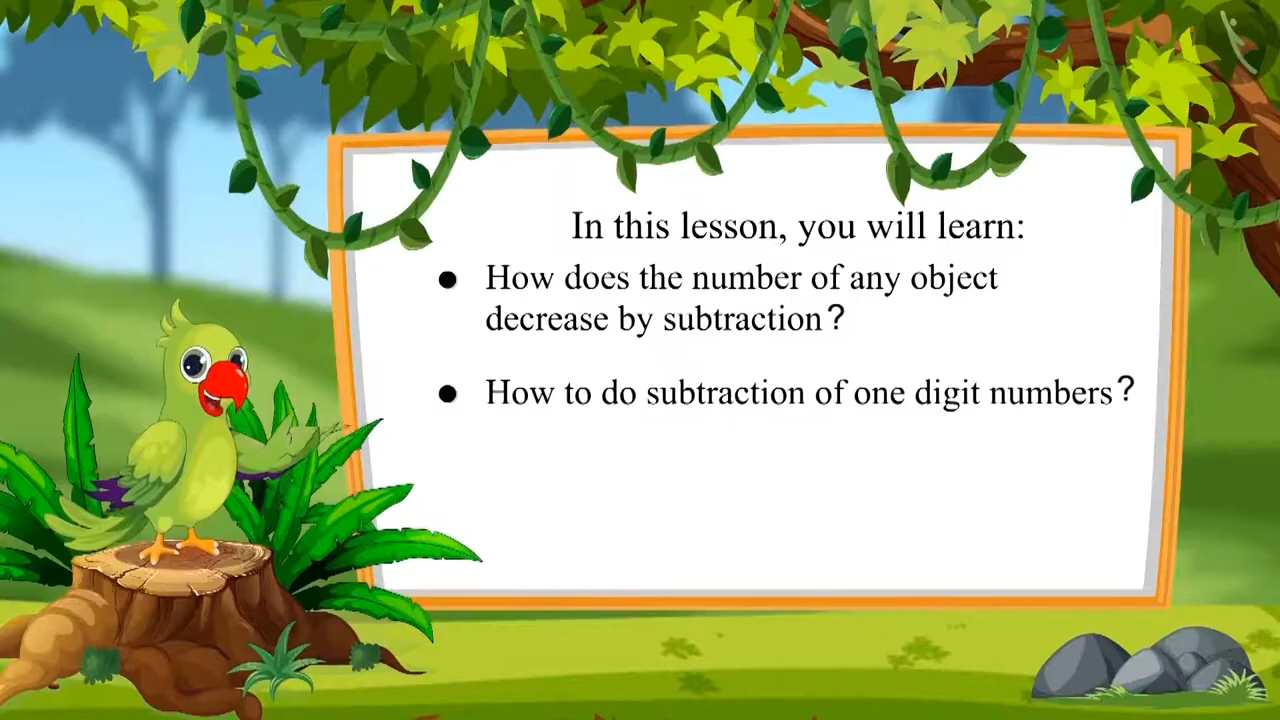 In this lesson, you will learn:
● How does the number of any object
decrease by subtraction?
● How to do subtraction of one digit numbers?